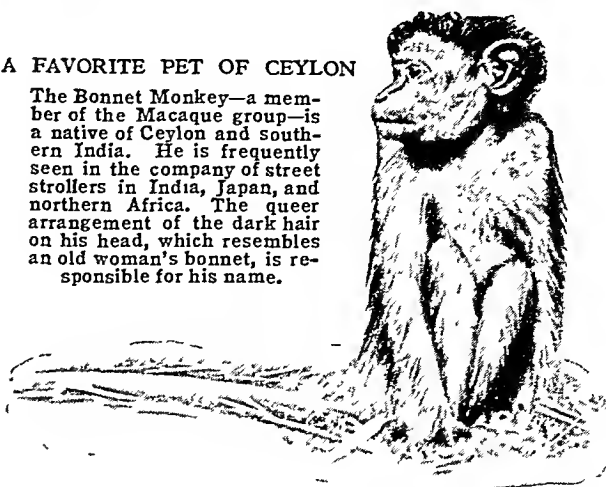 A FAVORITE PET OF CEYLON
The Bonnet Monkey—a mem-
ber of the Macaque group—is
a native of Ceylon and south-
ern India. He is frequently
seen in the company of street
strollers in India, Japan, and
northern Africa. The queer
arrangement of the dark hair
on his head, which resembles
an old woman's bonnet, is re-
sponsible for his name.